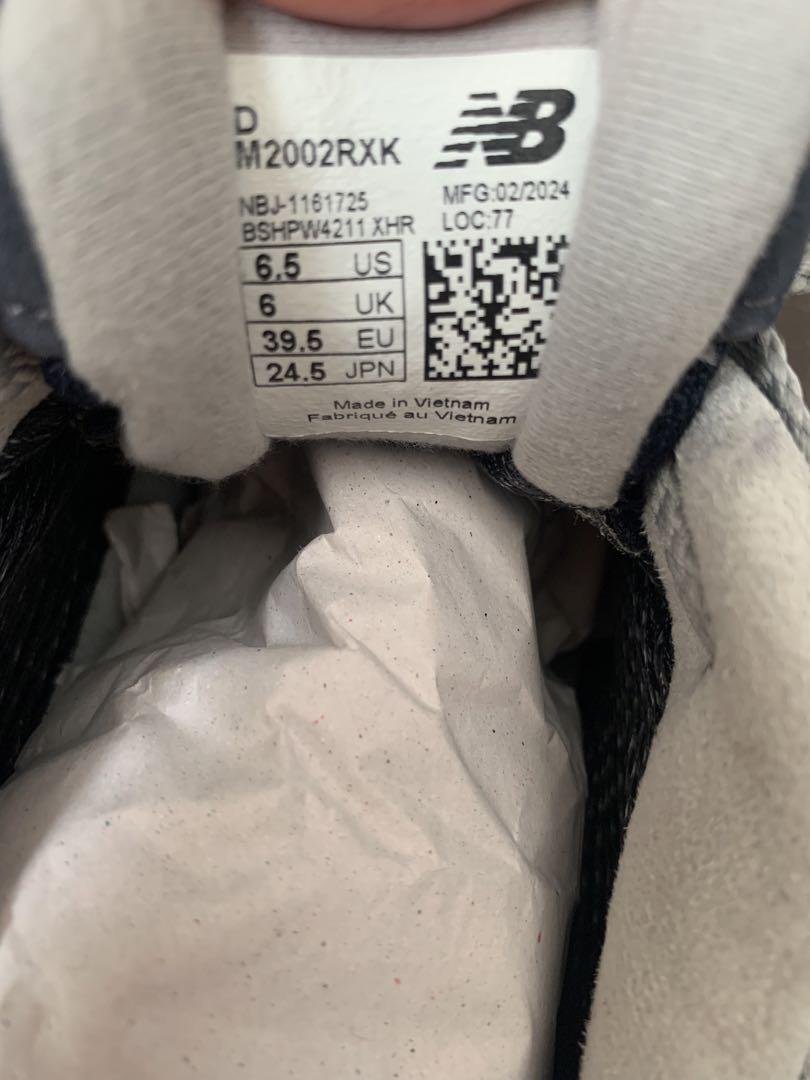 D
M2002RXK
NB
NBJ-1161725
BSHPW4211 XHR
MFG:02/2024
LOC:77
6.5 US
6 UK
39.5 EU
24.5 JPN
Made in Vietnam
Fabriqué au Vietnam